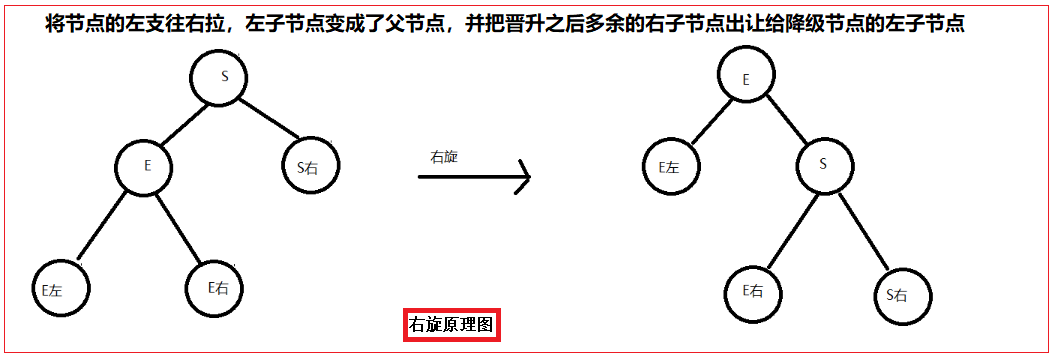 将节点的左支往右拉，左子节点变成了父节点，并把晋升之后多余的右子节点出让给降级节点的左子节点
S
E
E
S右
右旋
E左
S
E左
E右
E右
S右
右旋原理图